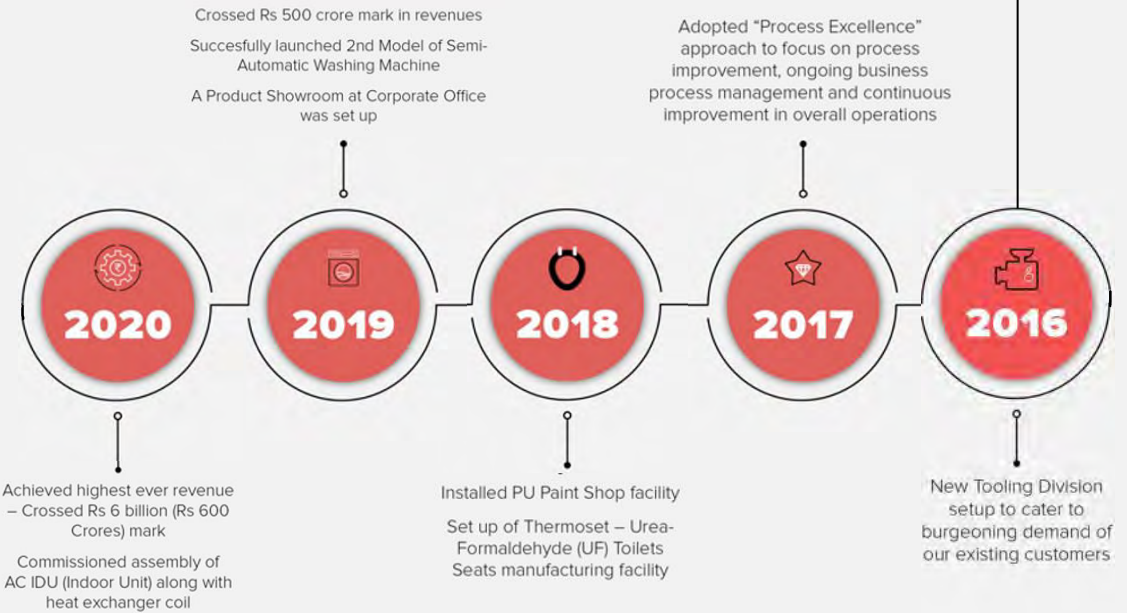 Crossed Rs 500 crore mark in revenues
Succesfully launched 2nd Model of Semi-
Automatic Washing Machine
A Product Showroom at Corporate Office
was set up
Adopted “Process Excellence”
approach to focus on process
improvement, ongoing business
process management and continuous
improvement in overall operations
2020
2019
2018
2017
2016
Achieved highest ever revenue
– Crossed Rs 6 billion (Rs 600
Crores) mark
Commissioned assembly of
AC IDU (Indoor Unit) along with
heat exchanger coil
Installed PU Paint Shop facility
Set up of Thermoset – Urea-
Formaldehyde (UF) Toilets
Seats manufacturing facility
New Tooling Division
setup to cater to
burgeoning demand of
our existing customers